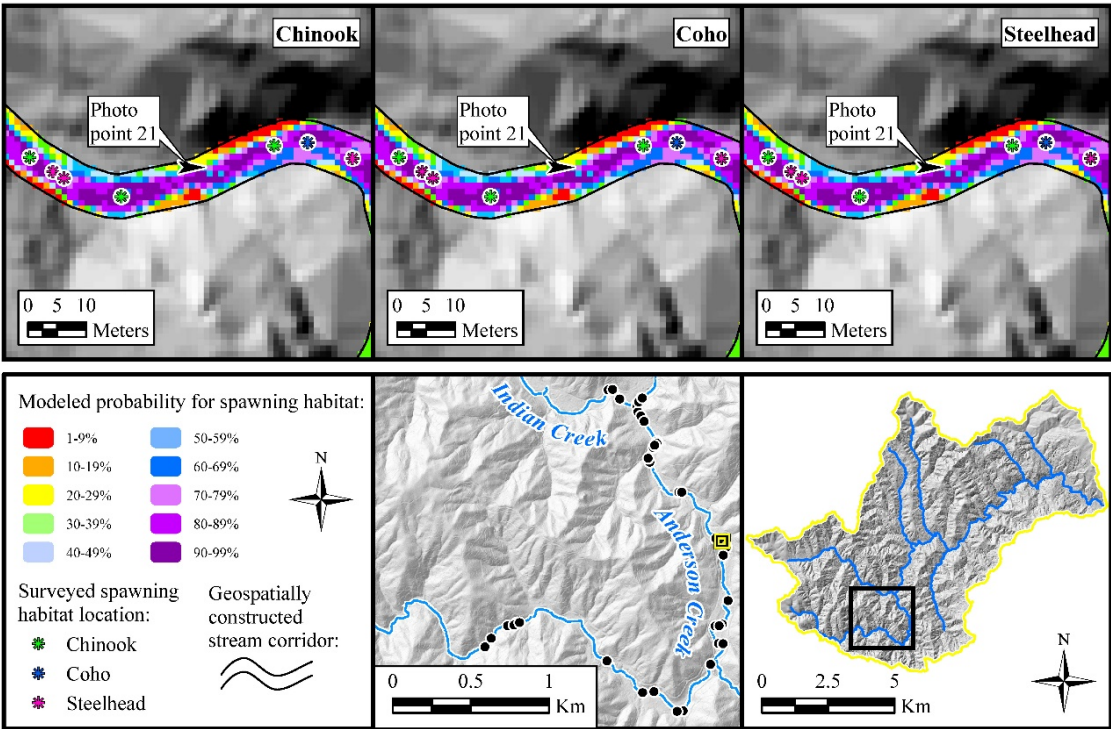 Chinook
Photo
point 21
0 5 10
Meters
Coho
Photo
point 21
0 5 10
Meters
Steelhead
Photo
point 21
0 5 10
Meters
Modeled probability for spawning habitat:
1-9%
10-19%
20-29%
30-39%
40-49%
50-59%
60-69%
70-79%
80-89%
90-99%
N
Surveyed spawning
habitat location:
Chinook
Coho
Steelhead
Geospatially
constructed
stream corridor:
Indian Creek
Anderson Creek
0 0.5 1
Km
N
0 2.5 5
Km